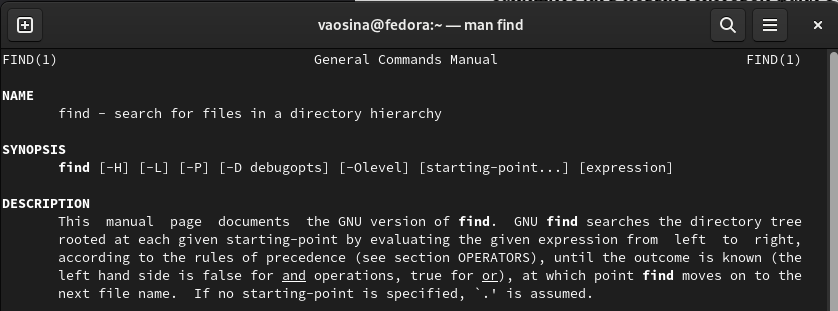 vaosina@fedora:~ — man find
FIND(1) General Commands Manual FIND(1)
NAME
find - search for files in a directory hierarchy
SYNOPSIS
find [-H] [-L] [-P] [-D debugopts] [-Olevel] [starting-point...] [expression]
DESCRIPTION
This manual page documents the GNU version of find. GNU find searches the directory tree
rooted at each given starting-point by evaluating the given expression from left to right,
according to the rules of precedence (see section OPERATORS), until the outcome is known (the
left hand side is false for and operations, true for or), at which point find moves on to the
next file name. If no starting-point is specified, `.' is assumed.